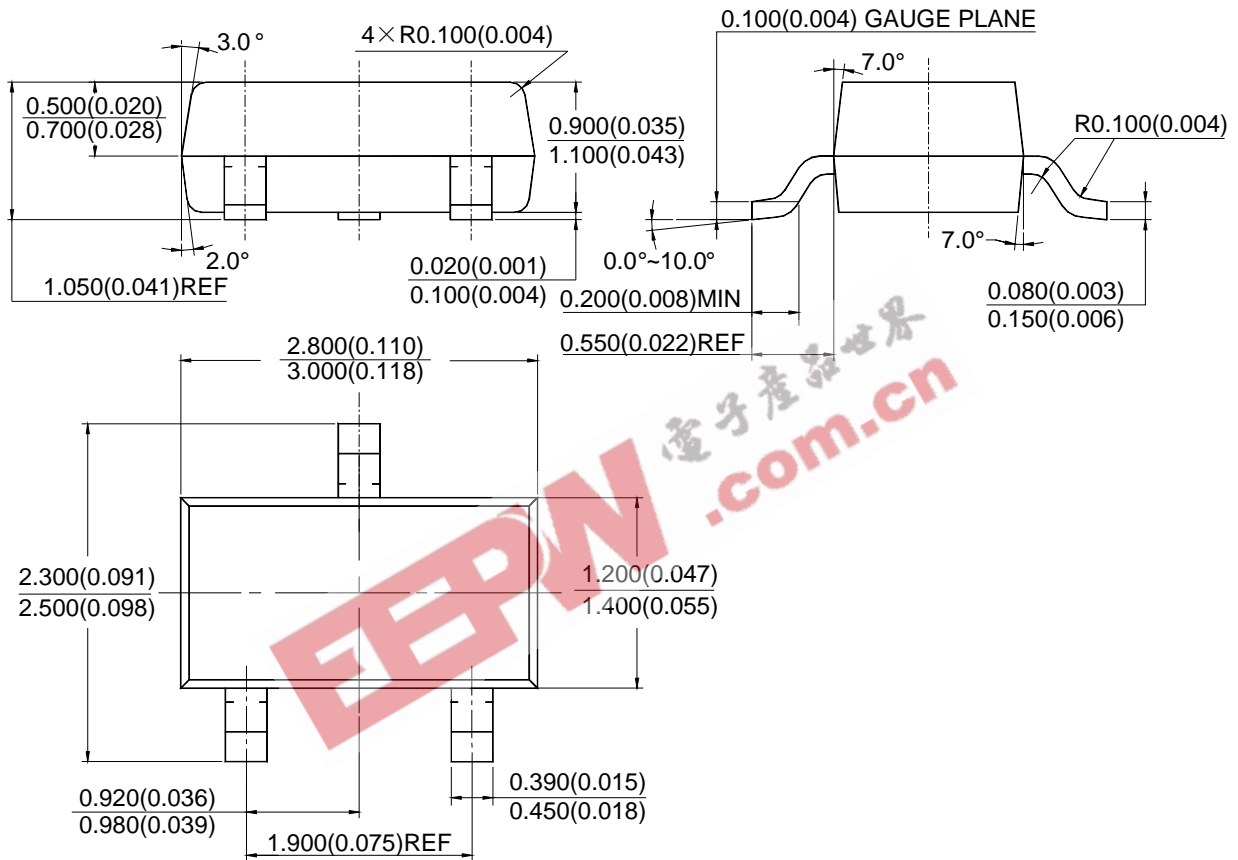 3.0°
4×R0.100(0.004)
0.500(0.020)
0.700(0.028)
0.900(0.035)
1.100(0.043)
2.0°
1.050(0.041)REF
0.020(0.001)
0.100(0.004)
0.100(0.004) GAUGE PLANE
7.0°
R0.100(0.004)
7.0°
0.0°~10.0°
0.200(0.008)MIN
0.550(0.022)REF
0.080(0.003)
0.150(0.006)
2.800(0.110)
3.000(0.118)
2.300(0.091)
2.500(0.098)
1.200(0.047)
1.400(0.055)
0.920(0.036)
0.980(0.039)
1.900(0.075)REF
0.390(0.015)
0.450(0.018)
EEPW
電子產品世界
.com.cn